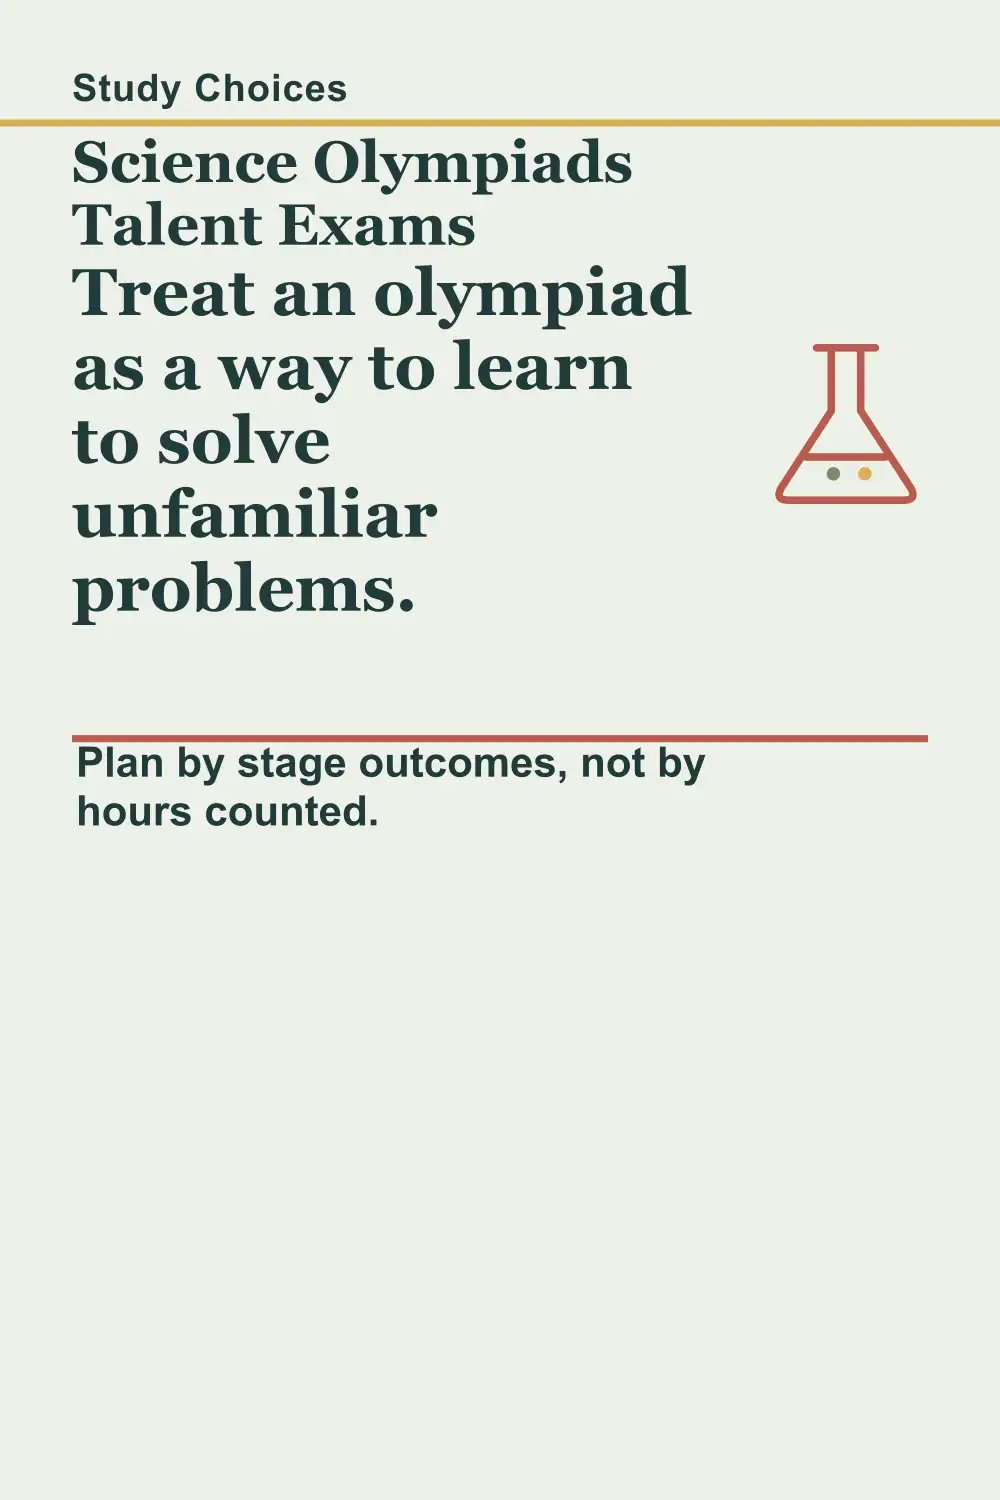 Study Choices
Science Olympiads
Talent Exams
Treat an olympiad
as a way to learn
to solve
unfamiliar
problems.
Plan by stage outcomes, not by
hours counted.